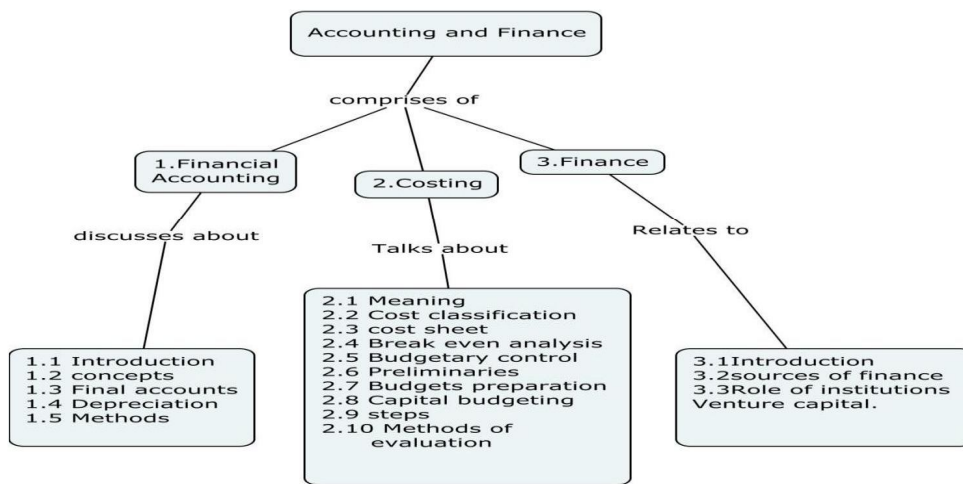 Accounting and Finance
comprises of
1.Financial
Accounting
2.Costing
3.Finance
discusses about
Talks about
Relates to
1.1 Introduction
1.2 concepts
1.3 Final accounts
1.4 Depreciation
1.5 Methods
2.1 Meaning
2.2 Cost classification
2.3 cost sheet
2.4 Break even analysis
2.5 Budgetary control
2.6 Preliminaries
2.7 Budgets preparation
2.8 Capital budgeting
2.9 steps
2.10 Methods of
evaluation
3.1Introduction
3.2sources of finance
3.3Role of institutions
Venture capital.